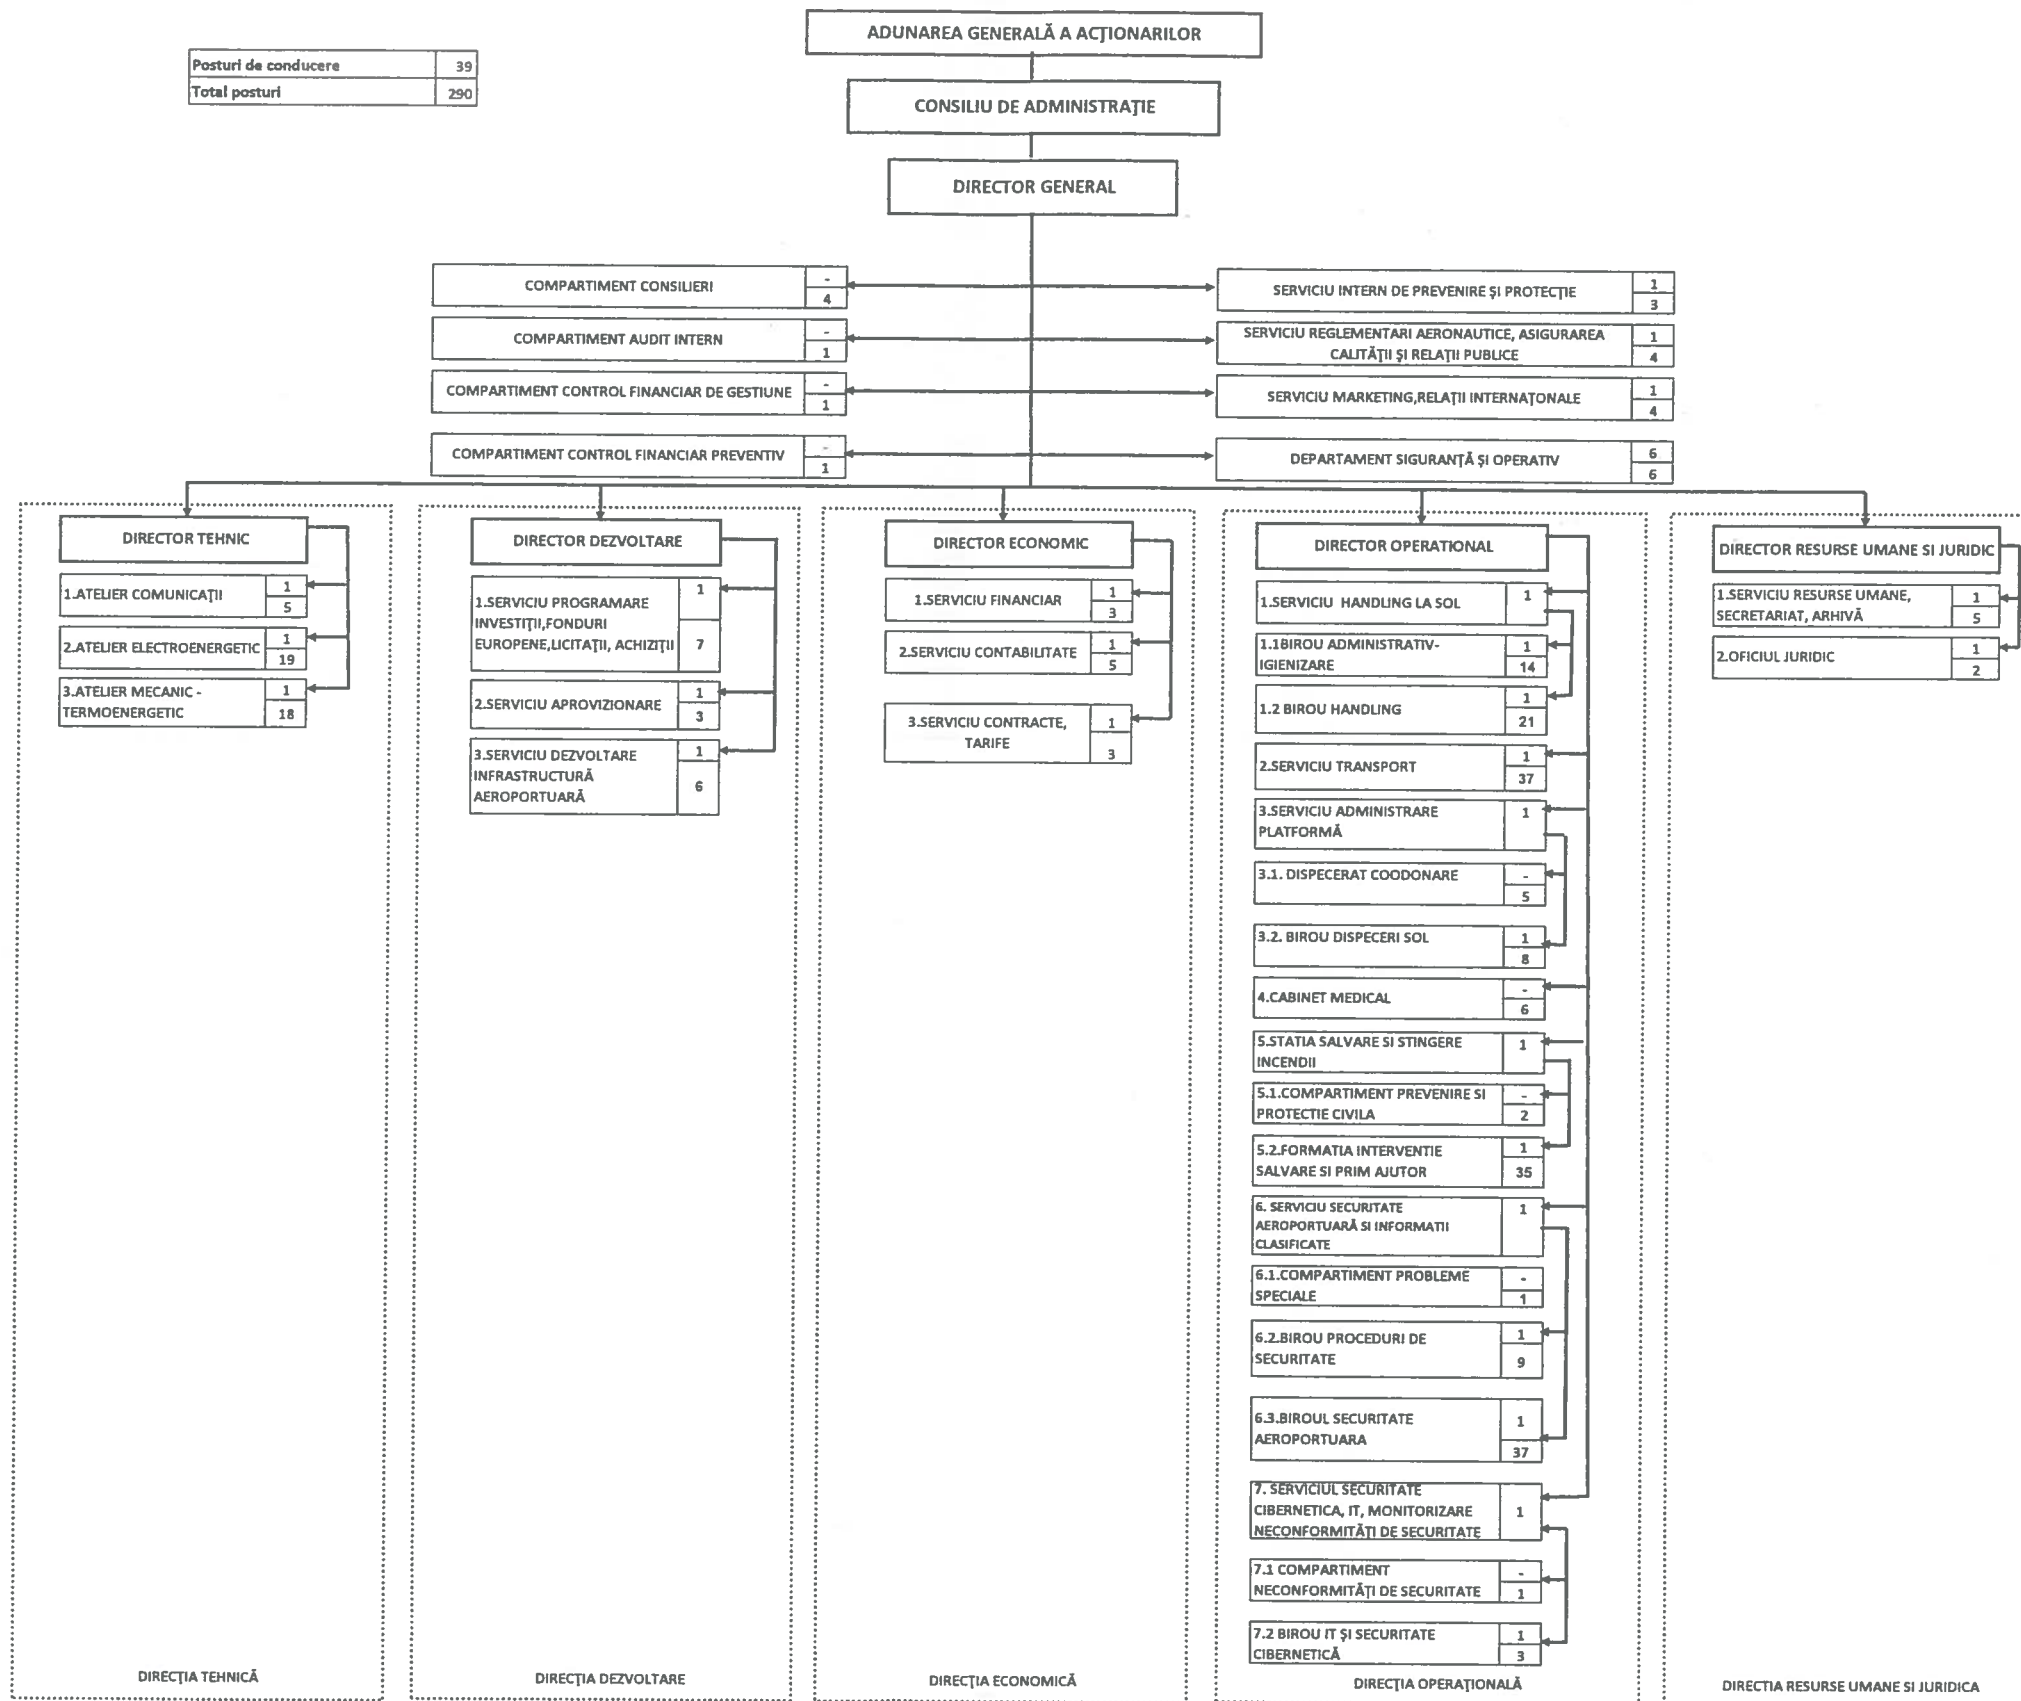 ADUNAREA GENERALĂ A ACȚIONARILOR
Posturi de conducere 39
Total posturi 290
CONSILIU DE ADMINISTRAȚIE
DIRECTOR GENERAL
COMPARTIMENT CONSILIERI
-
4
SERVICIU INTERN DE PREVENIRE ȘI PROTECȚIE
1
3
COMPARTIMENT AUDIT INTERN
-
1
SERVICIU REGLEMENTARI AERONAUTICE, ASIGURAREA
CALITĂȚII ȘI RELAȚII PUBLICE
1
4
COMPARTIMENT CONTROL FINANCIAR DE GESTIUNE
-
1
SERVICIU MARKETING,RELAȚII INTERNAȚONALE
1
4
COMPARTIMENT CONTROL FINANCIAR PREVENTIV
-
1
DEPARTAMENT SIGURANȚĂ ȘI OPERATIV
6
6
DIRECTOR TEHNIC
1.ATELIER COMUNICAȚII
1
5
2.ATELIER ELECTROENERGETIC
1
19
3.ATELIER MECANIC -
TERMOENERGETIC
1
18
DIRECȚIA TEHNICĂ
DIRECTOR DEZVOLTARE
1.SERVICIU PROGRAMARE
INVESTIȚII,FONDURI
EUROPENE,LICITAȚII, ACHIZIȚII
1
7
2.SERVICIU APROVIZIONARE
1
3
3.SERVICIU DEZVOLTARE
INFRASTRUCTURĂ
AEROPORTUARĂ
1
6
DIRECȚIA DEZVOLTARE
DIRECTOR ECONOMIC
1.SERVICIU FINANCIAR
1
3
2.SERVICIU CONTABILITATE
1
5
3.SERVICIU CONTRACTE,
TARIFE
1
3
DIRECȚIA ECONOMICĂ
DIRECTOR OPERATIONAL
1.SERVICIU HANDLING LA SOL
1
1.1BIROU ADMINISTRATIV-
IGIENIZARE
1
14
1.2 BIROU HANDLING
1
21
2.SERVICIU TRANSPORT
1
37
3.SERVICIU ADMINISTRARE
PLATFORMĂ
1
3.1. DISPECERAT COODONARE
-
5
3.2. BIROU DISPECERI SOL
1
8
4.CABINET MEDICAL
-
6
5.STATIA SALVARE SI STINGERE
INCENDII
1
5.1.COMPARTIMENT PREVENIRE SI
PROTECTIE CIVILA
-
2
5.2.FORMATIA INTERVENTIE
SALVARE SI PRIM AJUTOR
1
35
6. SERVICIU SECURITATE
AEROPORTUARĂ SI INFORMATII
CLASIFICATE
1
6.1.COMPARTIMENT PROBLEME
SPECIALE
-
1
6.2.BIROU PROCEDURI DE
SECURITATE
1
9
6.3.BIROUL SECURITATE
AEROPORTUARA
1
37
7. SERVICIUL SECURITATE
CIBERNETICA, IT, MONITORIZARE
NECONFORMITĂȚI DE SECURITATE
1
7.1 COMPARTIMENT
NECONFORMITĂȚI DE SECURITATE
-
1
7.2 BIROU IT ȘI SECURITATE
CIBERNETICĂ
1
3
DIRECȚIA OPERAȚIONALĂ
DIRECTOR RESURSE UMANE SI JURIDIC
1.SERVICIU RESURSE UMANE,
SECRETARIAT, ARHIVĂ
1
5
2.OFICIUL JURIDIC
1
2
DIRECTIA RESURSE UMANE SI JURIDICA